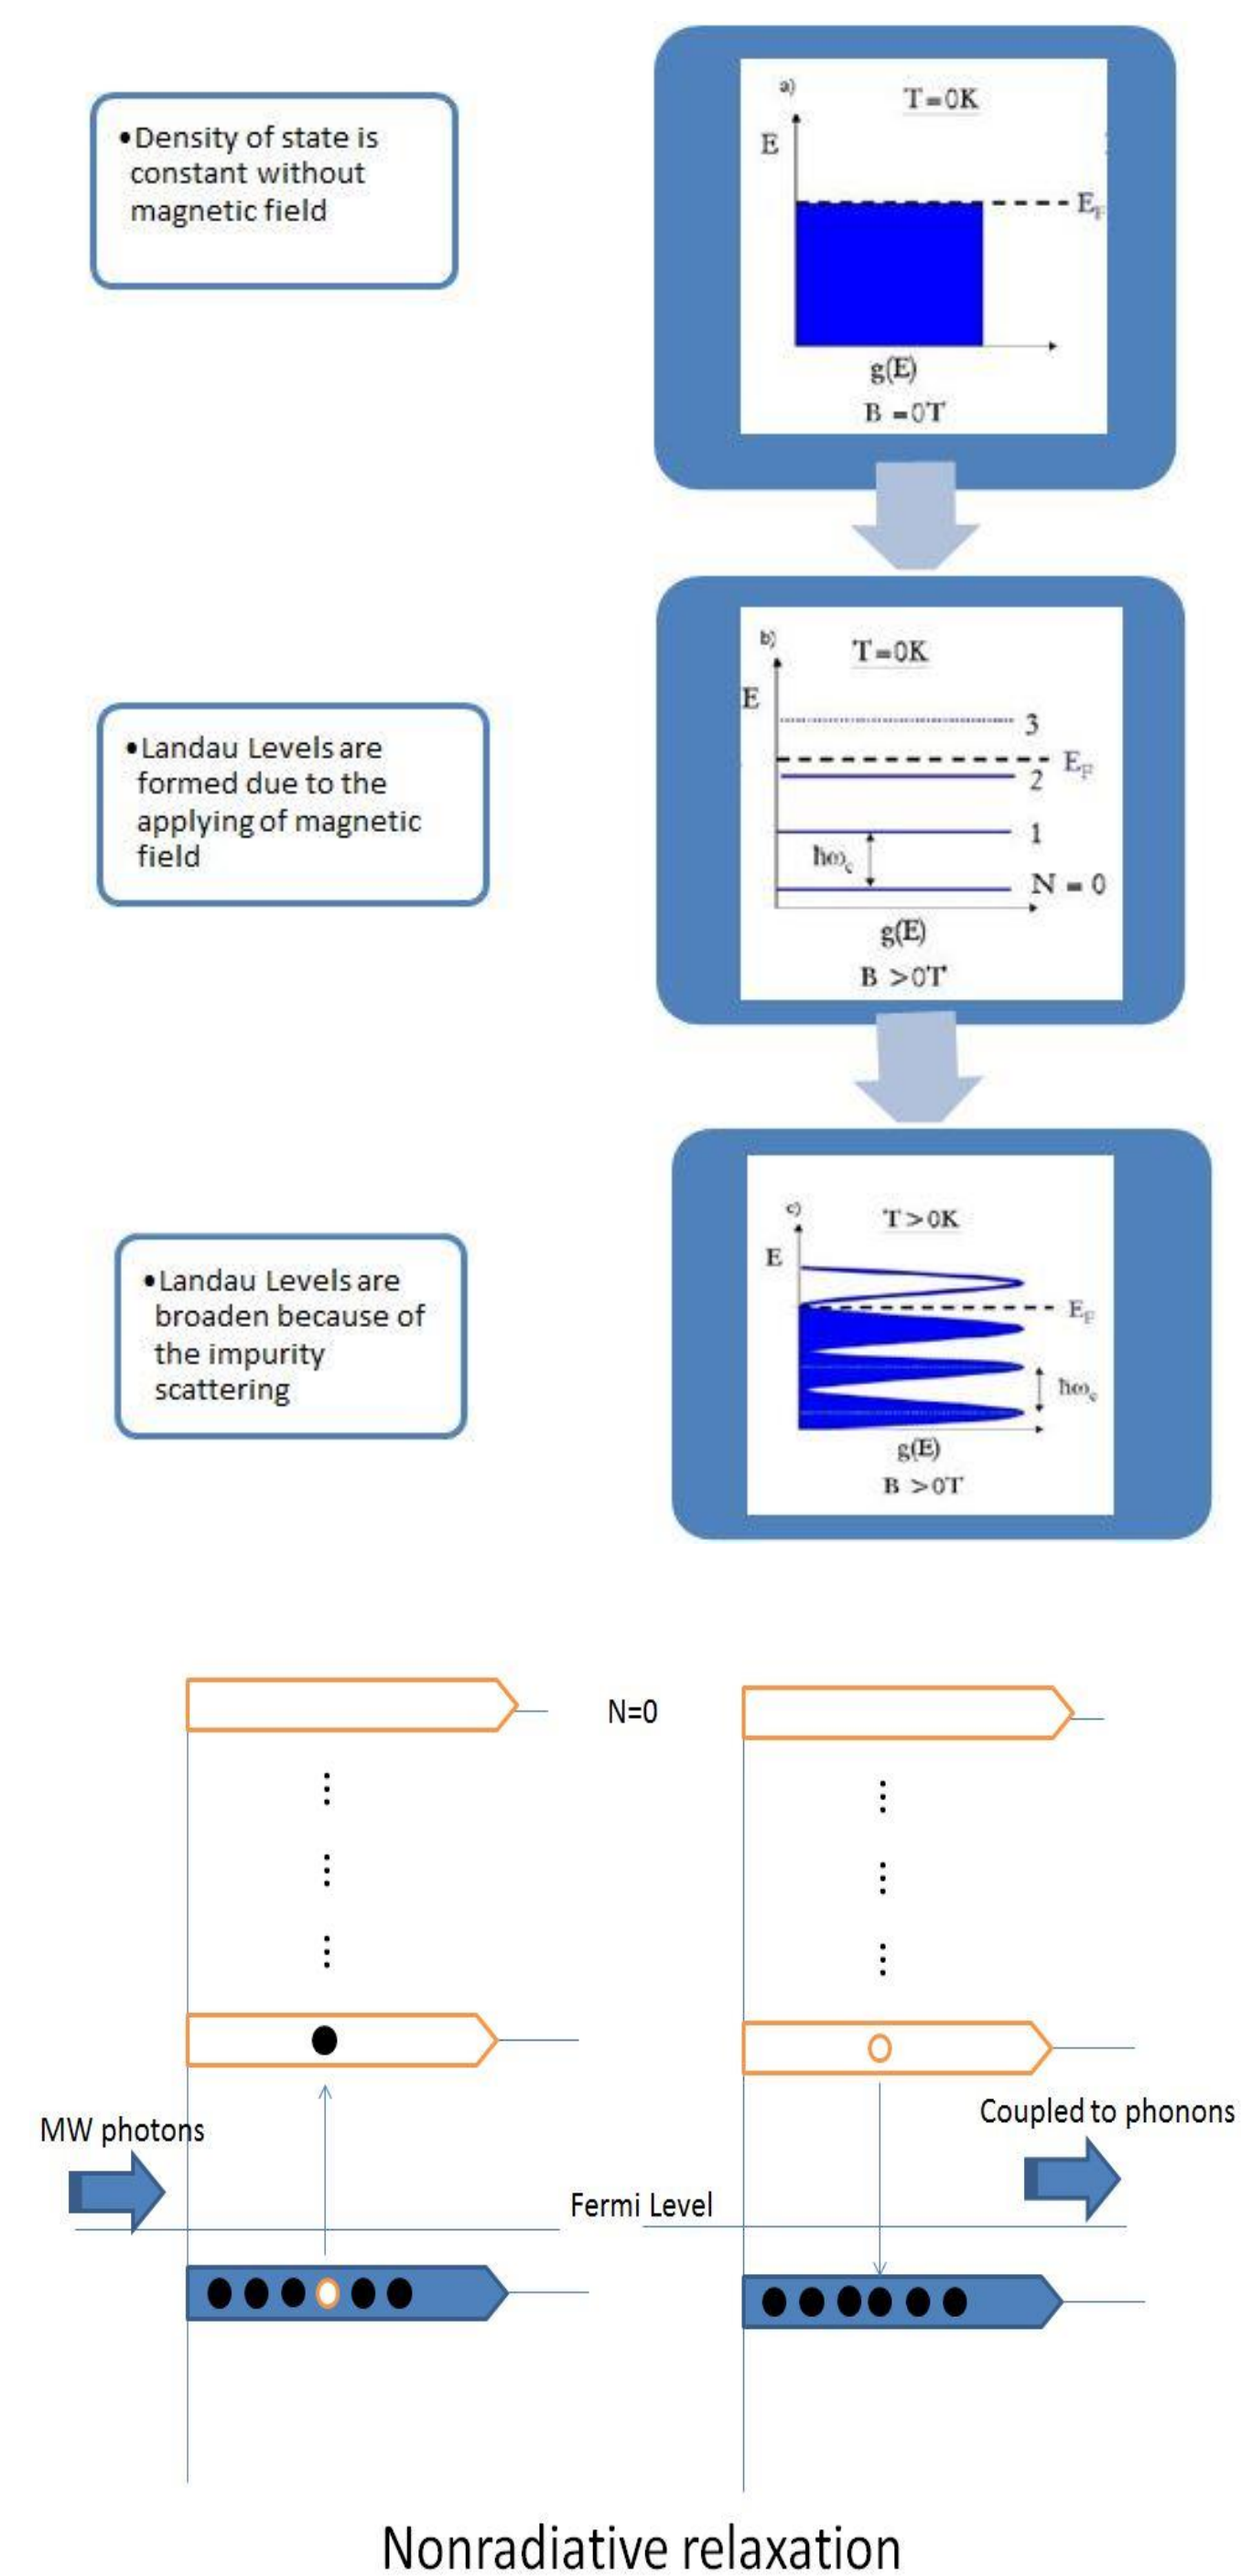 •Density of state is
constant without
magnetic field
a)
T=0K
E
E_F
g(E)
B =0T
•Landau Levels are
formed due to the
applying of magnetic
field
b)
T=0K
E
3
E_F
2
1
ħω_c
N = 0
g(E)
B >0T
•Landau Levels are
broaden because of
the impurity
scattering
c)
T>0K
E
E_F
ħω_c
g(E)
B >0T
N=0
MW photons
Coupled to phonons
Fermi Level
Nonradiative relaxation